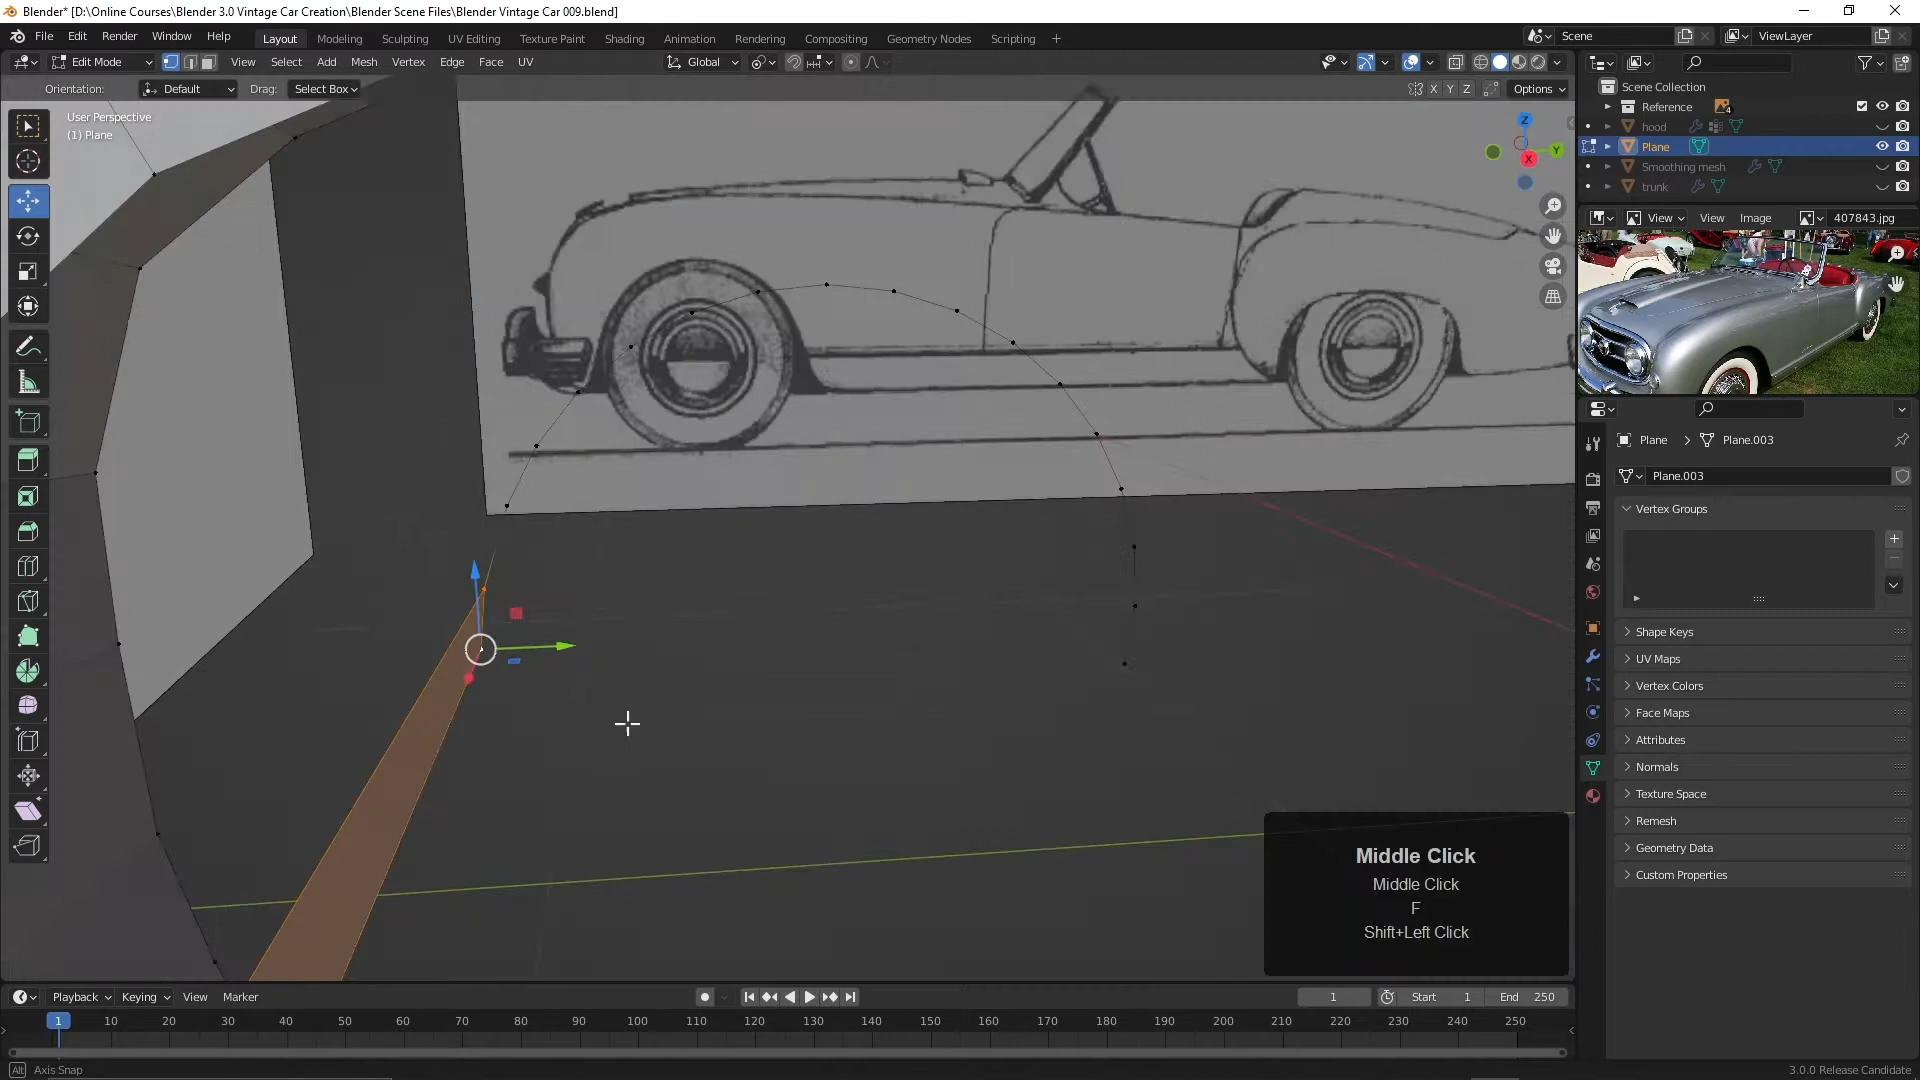 Blender* [D:\Online Courses\Blender 3.0 Vintage Car Creation\Blender Scene Files\Blender Vintage Car 009.blend]
File Edit Render Window Help
Layout Modeling Sculpting UV Editing Texture Paint Shading Animation Rendering Compositing Geometry Nodes Scripting +
Scene
ViewLayer
Edit Mode View Select Add Mesh Vertex Edge Face UV
Global
Orientation: Default Drag: Select Box
X Y Z Options
User Perspective
(1) Plane
Z
Y
X
Scene Collection
Reference
4
hood
Plane
Smoothing mesh
trunk
View View Image 407843.jpg
Plane > Plane.003
Plane.003
Vertex Groups
Shape Keys
UV Maps
Vertex Colors
Face Maps
Attributes
Normals
Texture Space
Remesh
Geometry Data
Custom Properties
Middle Click
Middle Click
F
Shift+Left Click
Playback Keying View Marker
1 Start 1 End 250
1 10 20 30 40 50 60 70 80 90 100 110 120 130 140 150 160 170 180 190 200 210 220 230 240 250
Alt Axis Snap
3.0.0 Release Candidate